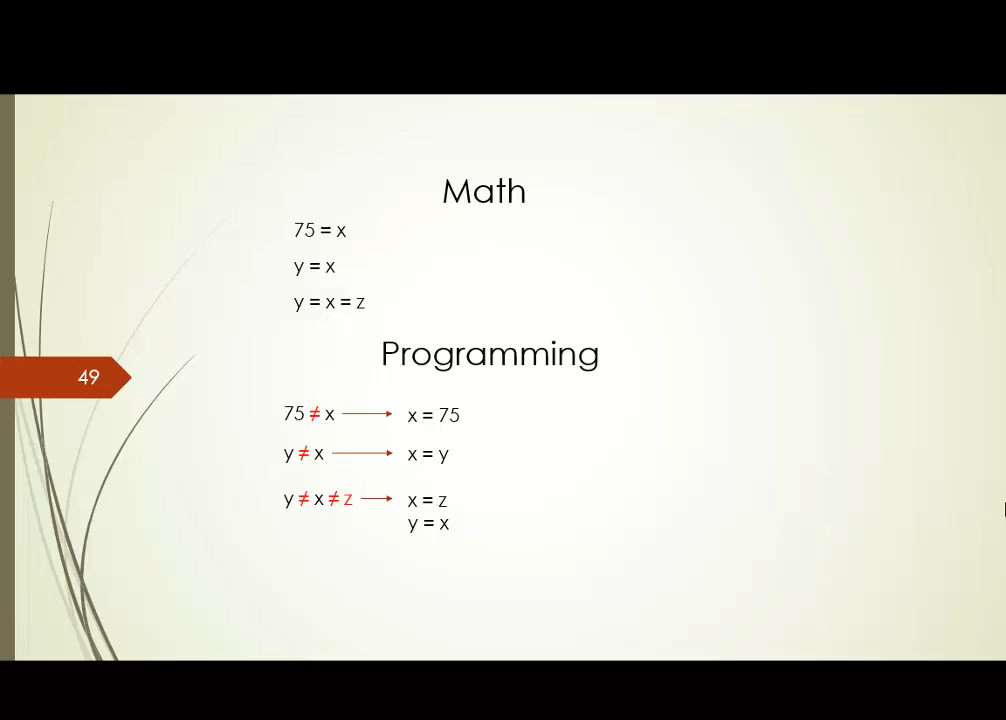 Math
75 = x
y = x
y = x = z
Programming
49
75 ≠ x → x = 75
y ≠ x → x = y
y ≠ x ≠ z → x = z
y = x